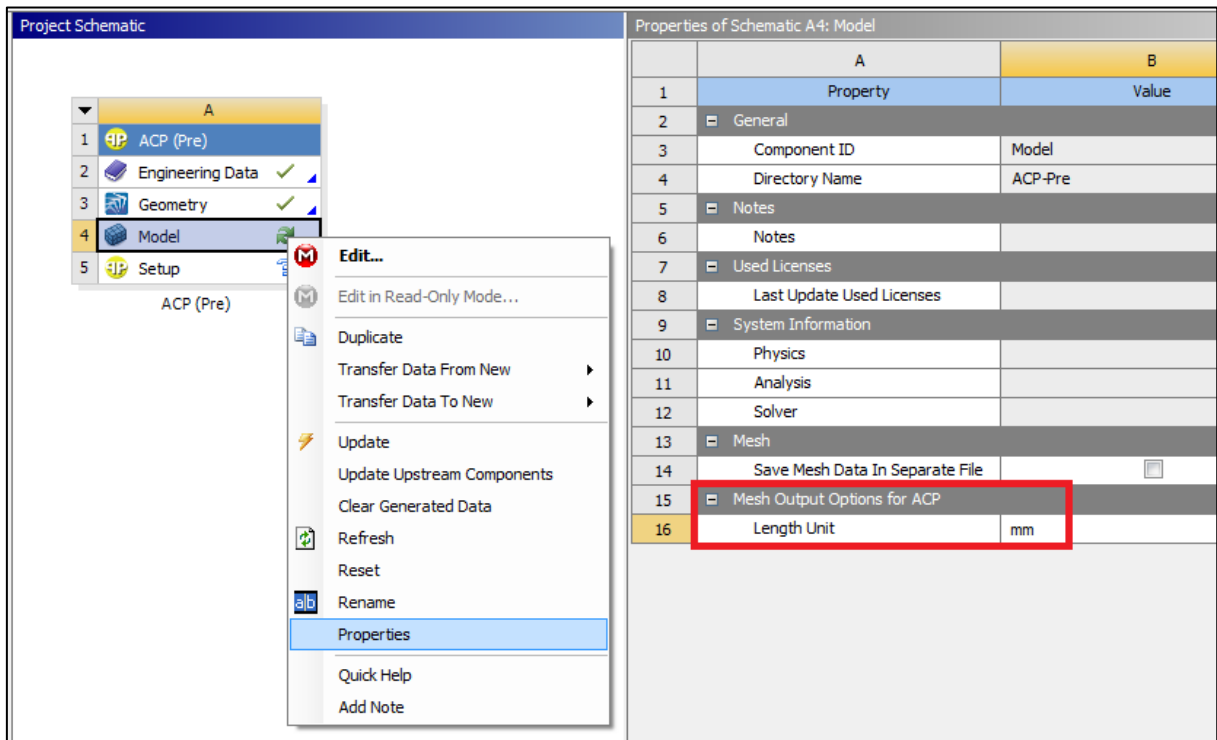 Project Schematic
A
1 ACP (Pre)
2 Engineering Data
3 Geometry
4 Model
5 Setup
ACP (Pre)
Edit...
Edit in Read-Only Mode...
Duplicate
Transfer Data From New
Transfer Data To New
Update
Update Upstream Components
Clear Generated Data
Refresh
Reset
a|b Rename
Properties
Quick Help
Add Note
Properties of Schematic A4: Model
A B
1 Property Value
2 General
3 Component ID Model
4 Directory Name ACP-Pre
5 Notes
6 Notes
7 Used Licenses
8 Last Update Used Licenses
9 System Information
10 Physics
11 Analysis
12 Solver
13 Mesh
14 Save Mesh Data In Separate File
15 Mesh Output Options for ACP
16 Length Unit mm